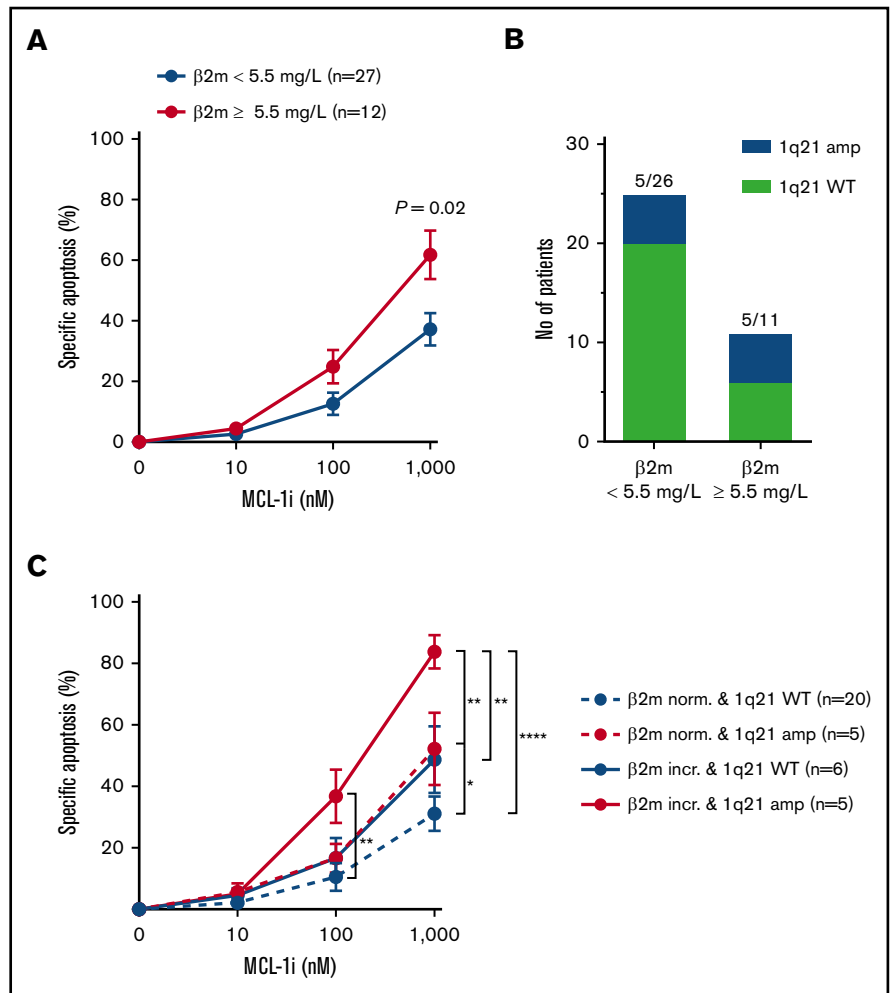 A
β2m < 5.5 mg/L (n=27)
β2m ≥ 5.5 mg/L (n=12)
100
80
60
40
20
0
Specific apoptosis (%)
P = 0.02
0 10 100 1,000
MCL-1i (nM)
B
1q21 amp
1q21 WT
30
20
10
0
No of patients
5/26
5/11
β2m β2m
< 5.5 mg/L ≥ 5.5 mg/L
C
100
80
60
40
20
Specific apoptosis (%)
**
**
****
*
**
0 10 100 1,000
MCL-1i (nM)
β2m norm. & 1q21 WT (n=20)
β2m norm. & 1q21 amp (n=5)
β2m incr. & 1q21 WT (n=6)
β2m incr. & 1q21 amp (n=5)